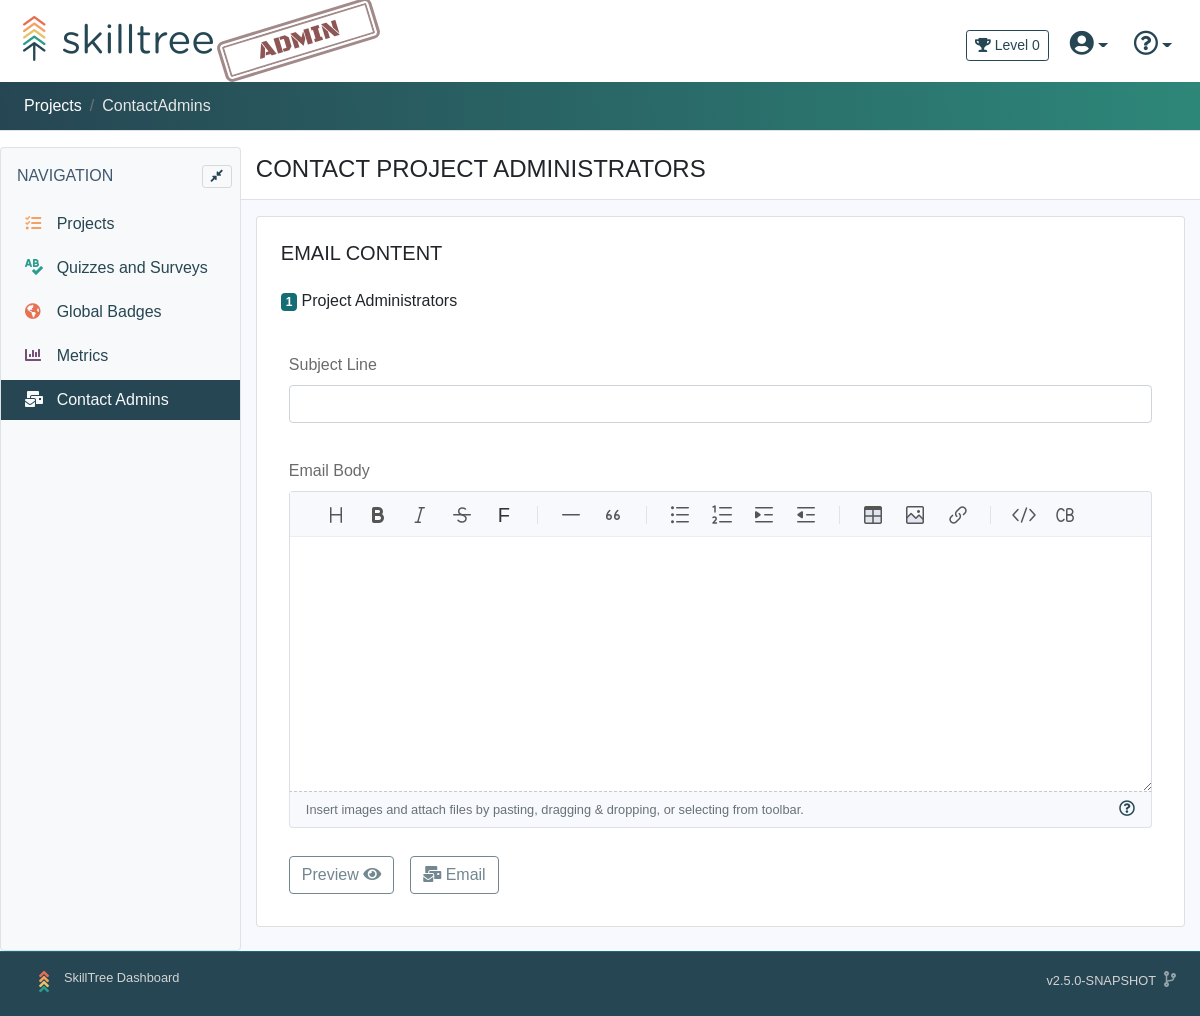 skilltree
ADMIN
Level 0
Projects / ContactAdmins
NAVIGATION
Projects
Quizzes and Surveys
Global Badges
Metrics
Contact Admins
CONTACT PROJECT ADMINISTRATORS
EMAIL CONTENT
1 Project Administrators
Subject Line
Email Body
H B I S F — 66 </> CB
Insert images and attach files by pasting, dragging & dropping, or selecting from toolbar.
Preview
Email
SkillTree Dashboard
v2.5.0-SNAPSHOT